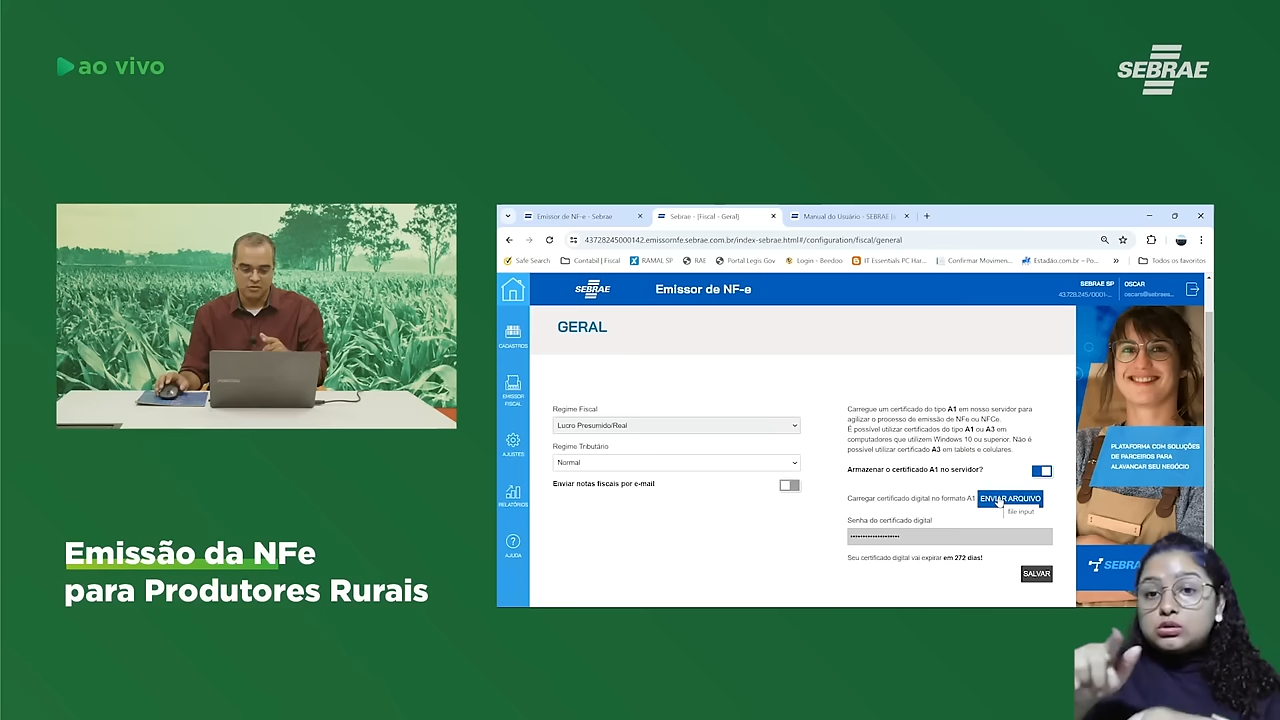 ao vivo
SEBRAE
Emissor de NF-e - Sebrae
Sebrae - [Fiscal - Geral]
Manual do Usuário - SEBRAE
43728245000142.emissornfe.sebrae.com.br/index-sebrae.html#/configuration/fiscal/general
Safe Search
Contabil | Fiscal
RAMAL SP
RAE
Portal Legis Gov
Login - Beedoo
IT Essentials PC Har...
Confirmar Movimen...
Estadão.com.br – Po...
Todos os favoritos
SEBRAE
Emissor de NF-e
SEBRAE SP
43.728.245/0001-...
OSCAR
oscars@sebraes...
CADASTROS
EMISSOR
FISCAL
AJUSTES
RELATÓRIOS
AJUDA
GERAL
Regime Fiscal
Lucro Presumido/Real
Regime Tributário
Normal
Enviar notas fiscais por e-mail
Carregue um certificado do tipo A1 em nosso servidor para
agilizar o processo de emissão de NFe ou NFCe.
É possível utilizar certificados do tipo A1 ou A3 em
computadores que utilizem Windows 10 ou superior. Não é
possível utilizar certificado A3 em tablets e celulares.
Armazenar o certificado A1 no servidor?
Carregar certificado digital no formato A1
ENVIAR ARQUIVO
file input
Senha do certificado digital
Seu certificado digital vai expirar em 272 dias!
SALVAR
PLATAFORMA COM SOLUÇÕES
DE PARCEIROS PARA
ALAVANCAR SEU NEGÓCIO
SEBRA
Emissão da NFe
para Produtores Rurais